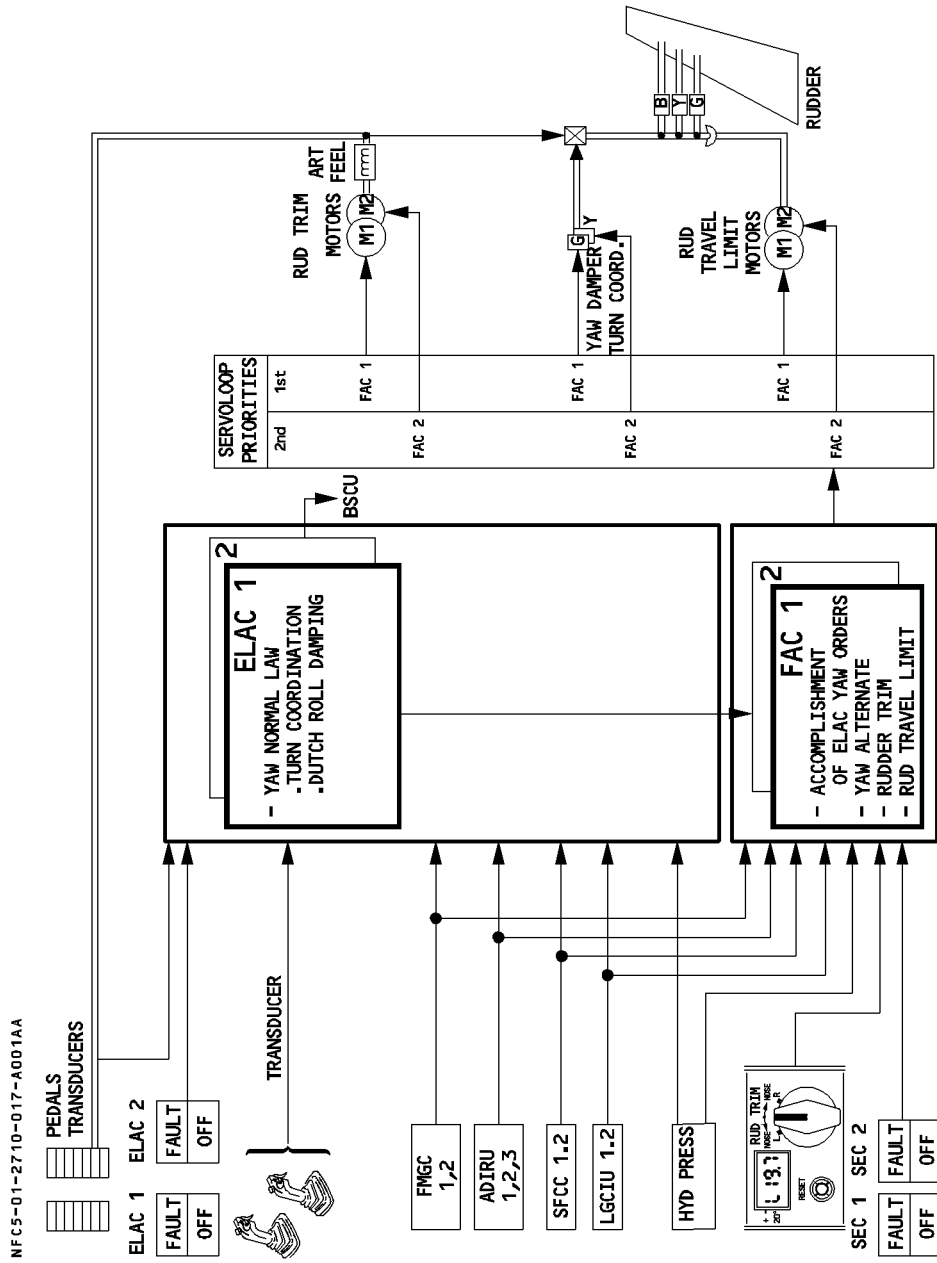 NFC5-01-2710-017-A001AA
PEDALS
TRANSDUCERS
ELAC 1 ELAC 2
FAULT
OFF
FAULT
OFF
TRANSDUCER
FMGC
1,2
ADIRU
1,2,3
SFCC 1.2
LGCIU 1.2
HYD PRESS
RUD TRIM
NOSE NOSE
L R
+
20°
L 19.7
RESET
SEC 1 SEC 2
FAULT
OFF
FAULT
OFF
ELAC 1
2
- YAW NORMAL LAW
.TURN COORDINATION
.DUTCH ROLL DAMPING
BSCU
FAC 1
2
- ACCOMPLISHMENT
OF ELAC YAW ORDERS
- YAW ALTERNATE
- RUDDER TRIM
- RUD TRAVEL LIMIT
SERVOLOOP
PRIORITIES
2nd 1st
FAC 1
FAC 2
FAC 1
FAC 2
FAC 1
FAC 2
RUD TRIM
MOTORS
M1 M2
ART
FEEL
YAW DAMPER
TURN COORD.
G
Y
RUD
TRAVEL
LIMIT
MOTORS
M1 M2
B
Y
G
RUDDER